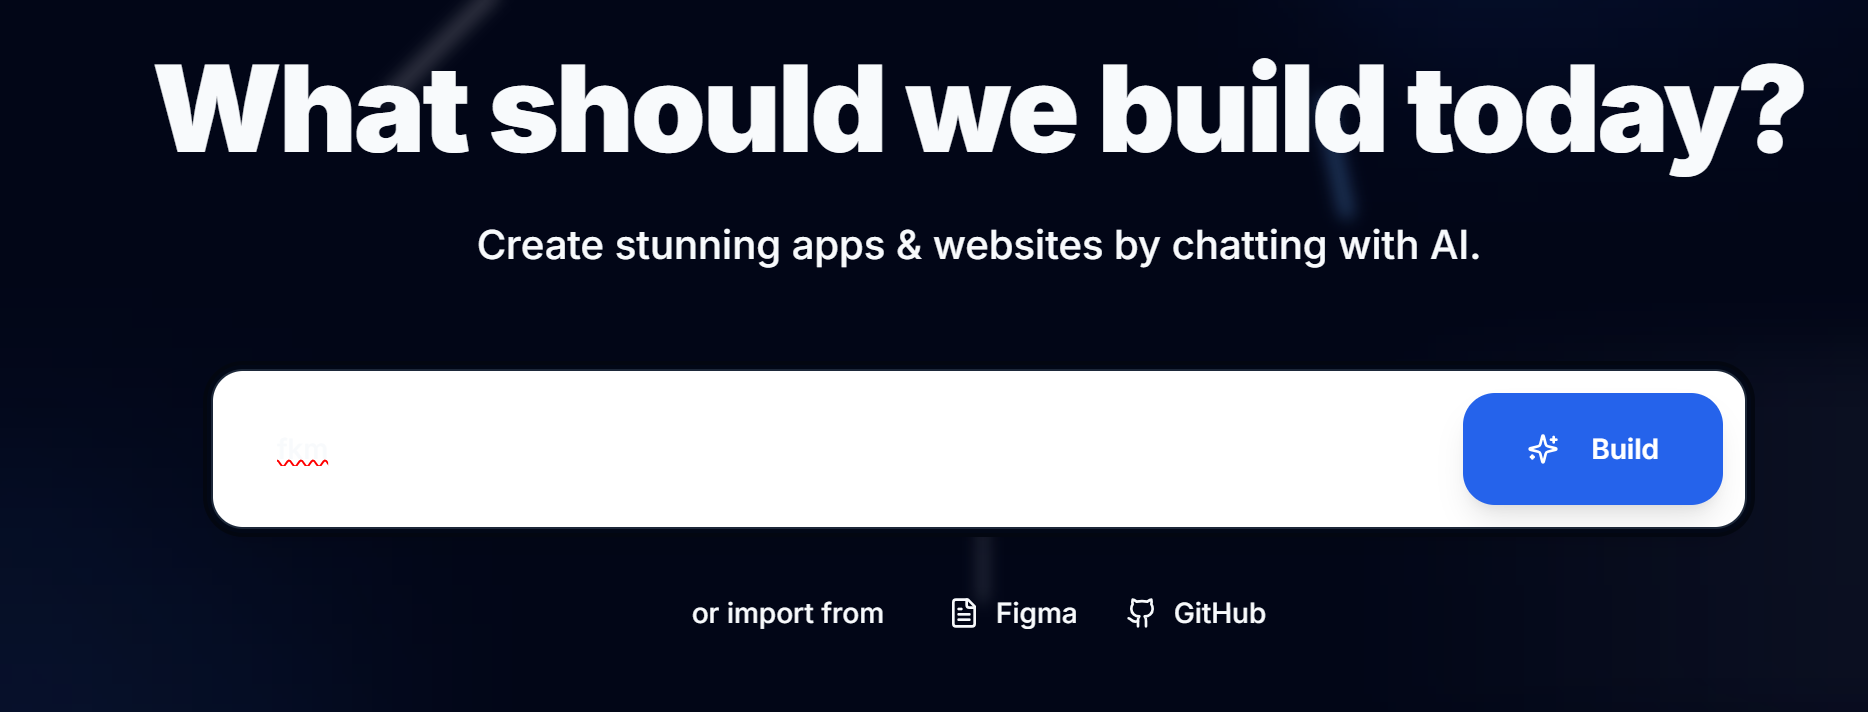 What should we build today?
Create stunning apps & websites by chatting with AI.
Build
or import from Figma GitHub